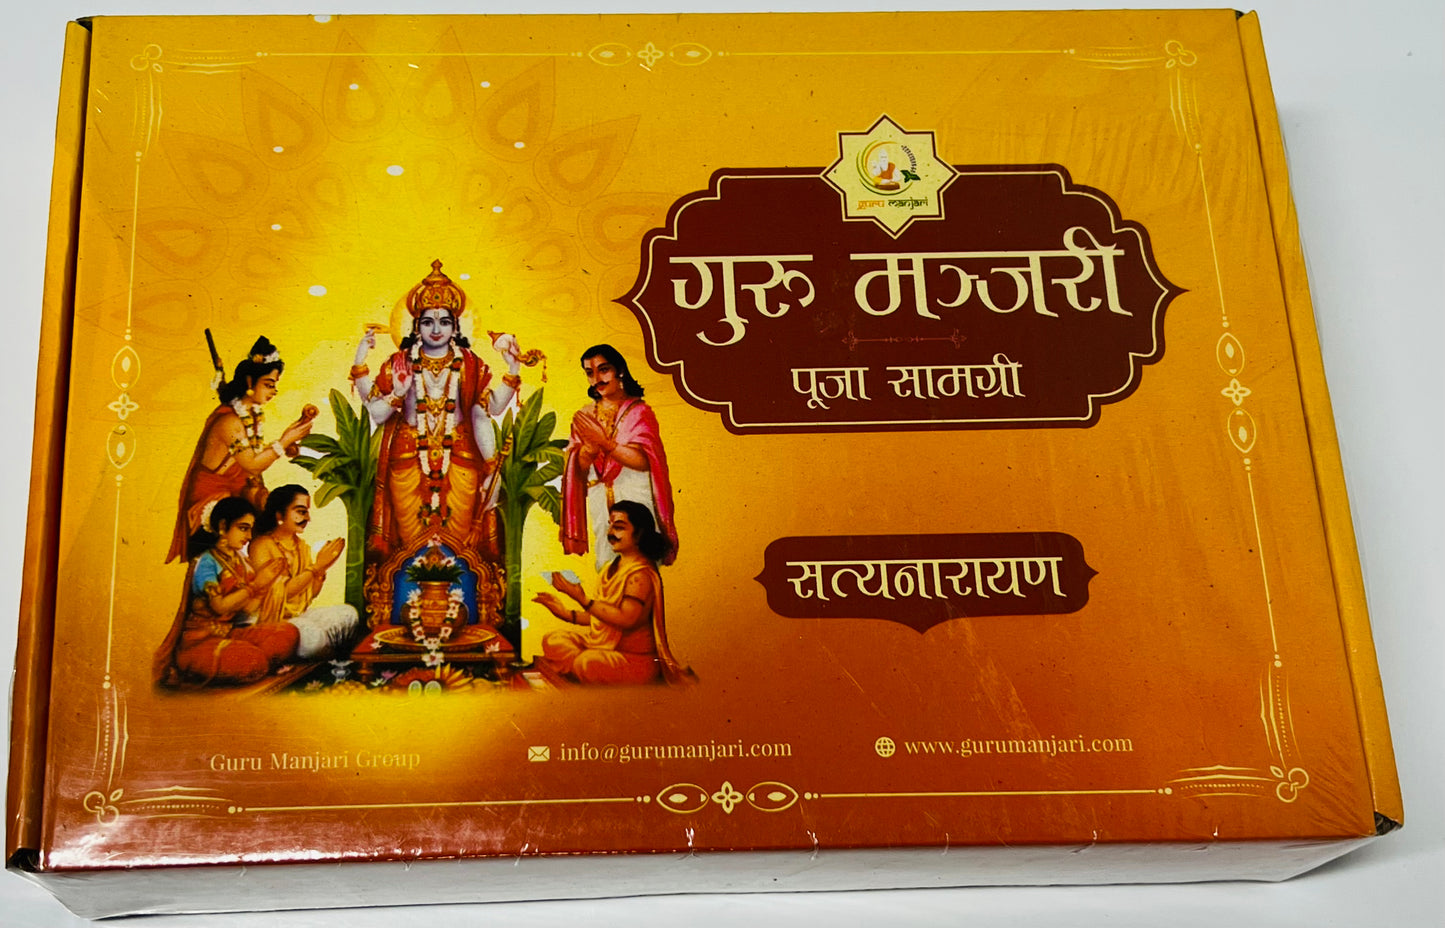 guru manjari
गुरु मञ्जरी
पूजा सामग्री
सत्यनारायण
Guru Manjari Group
info@gurumanjari.com
www.gurumanjari.com